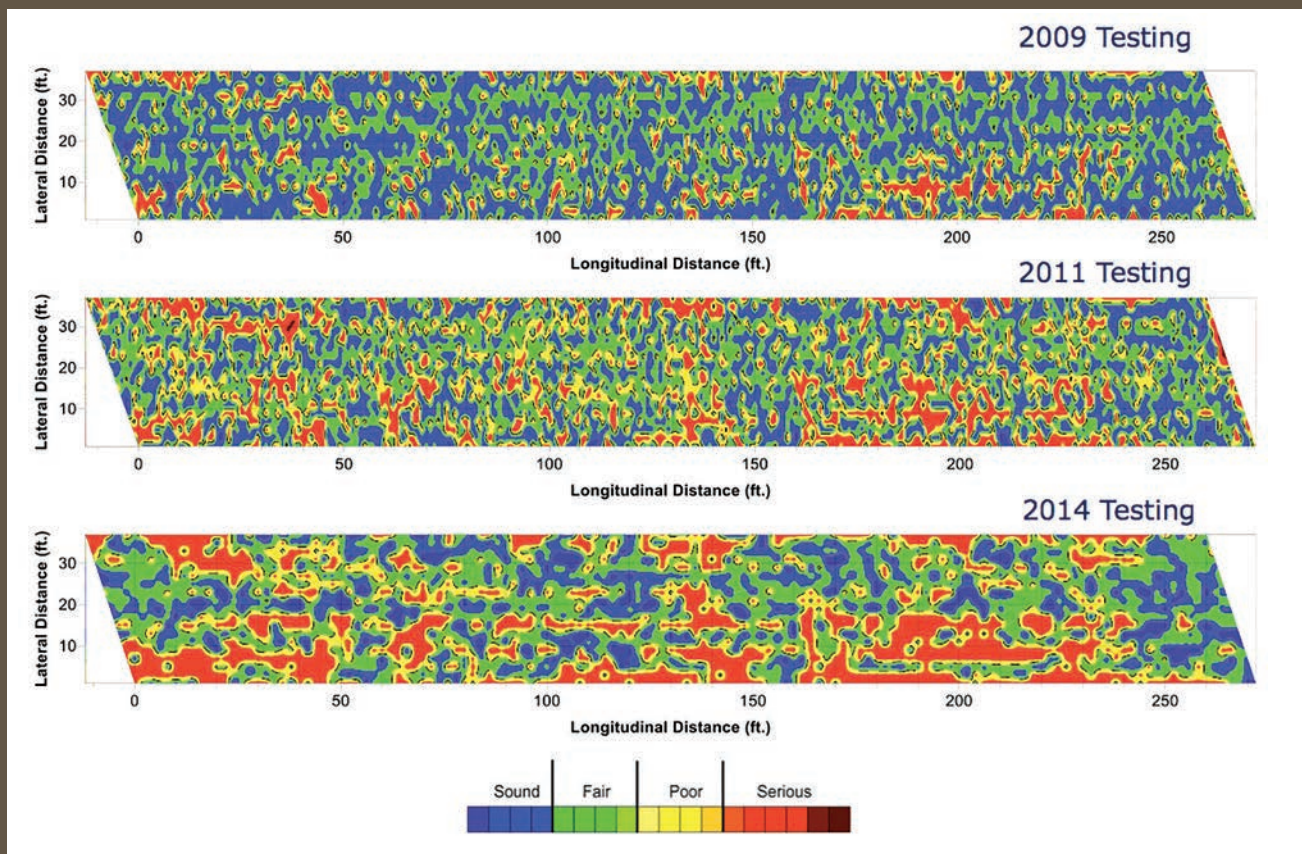 2009 Testing
Lateral Distance (ft.)
30
20
10
0 50 100 150 200 250
Longitudinal Distance (ft.)
2011 Testing
Lateral Distance (ft.)
30
20
10
0 50 100 150 200 250
Longitudinal Distance (ft.)
2014 Testing
Lateral Distance (ft.)
30
20
10
0 50 100 150 200 250
Longitudinal Distance (ft.)
Sound Fair Poor Serious